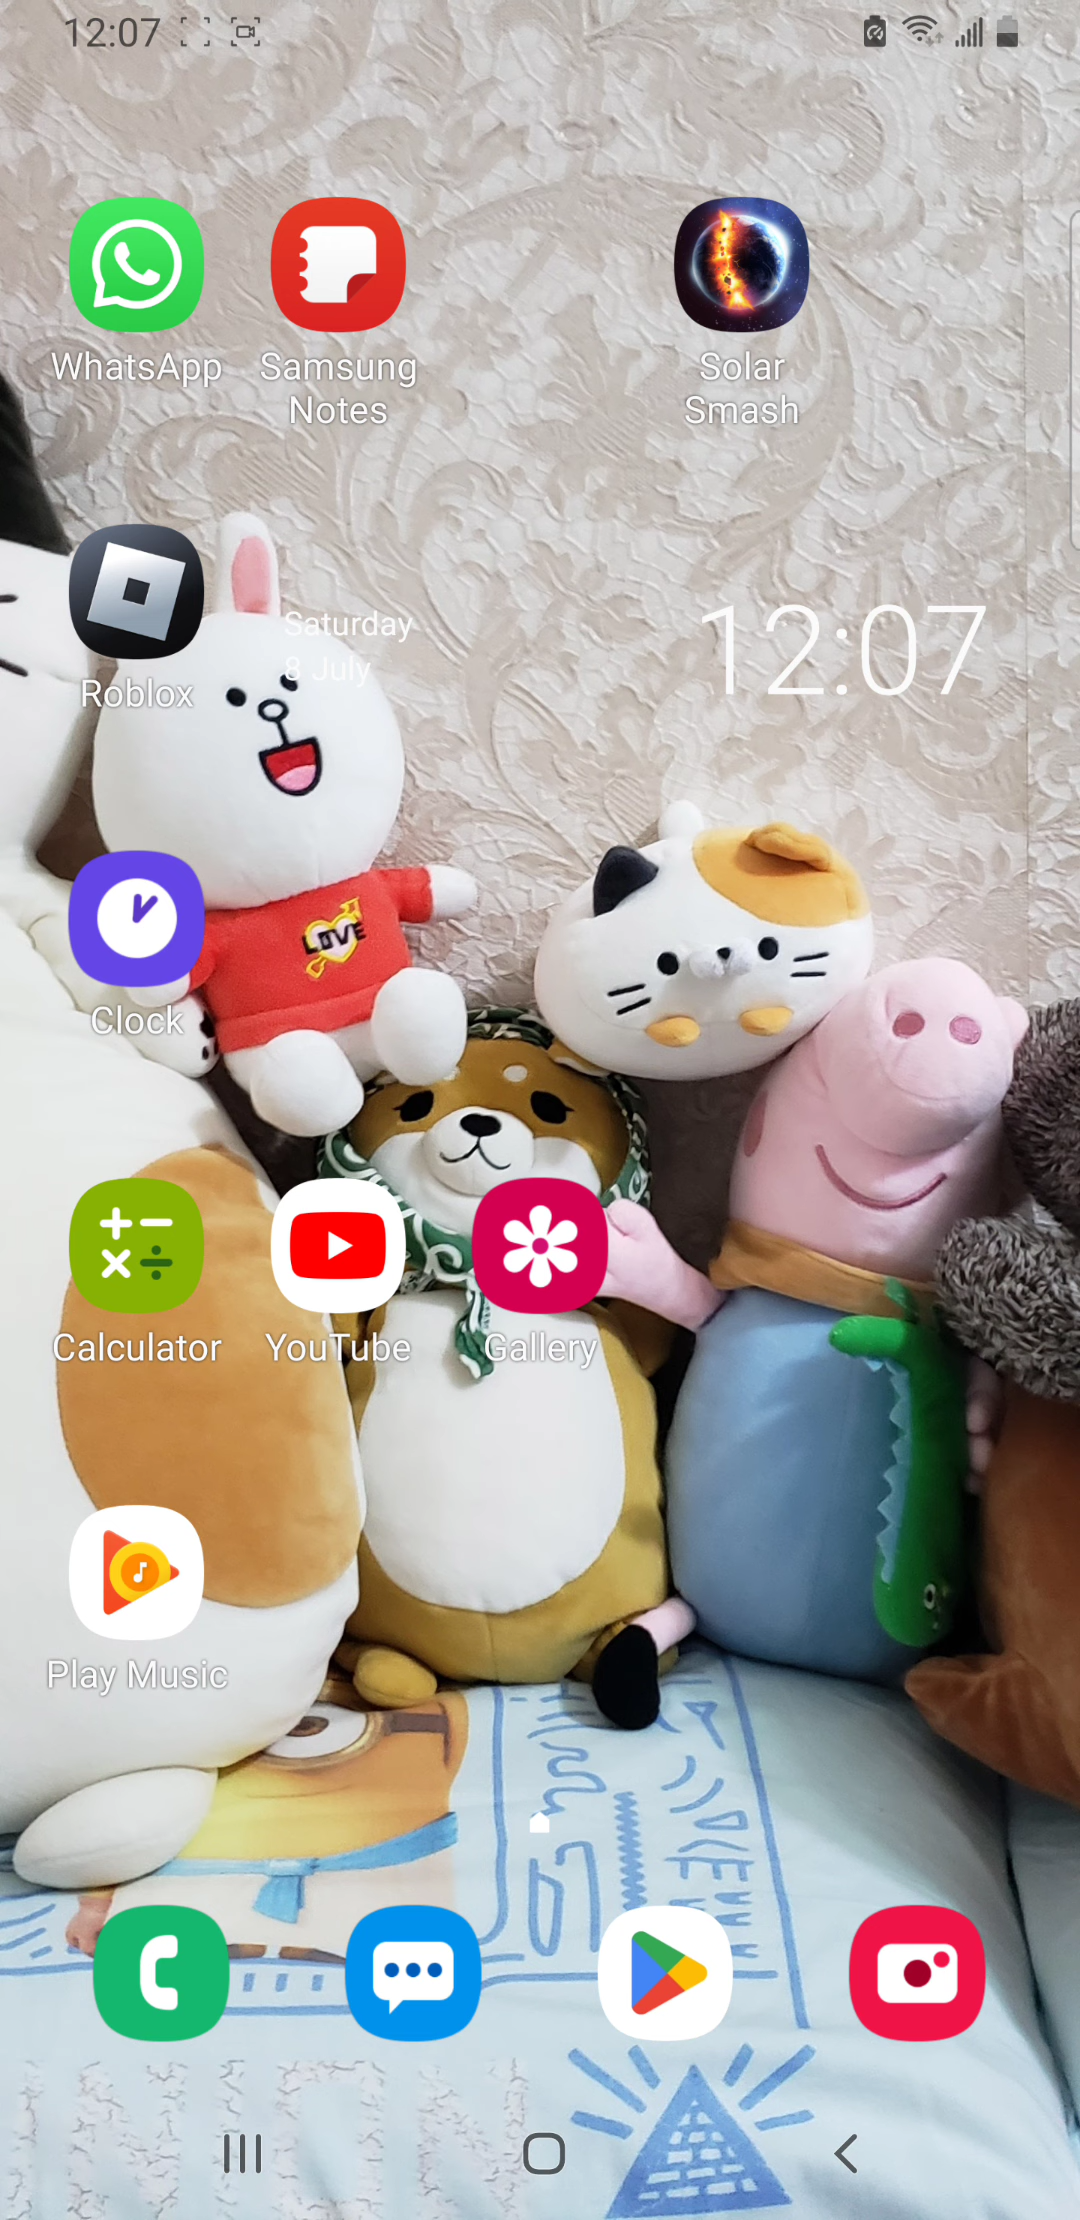 12:07
WhatsApp
Samsung
Notes
Solar
Smash
Roblox
Saturday
8 July
12:07
LOVE
Clock
Calculator
YouTube
Gallery
Play Music